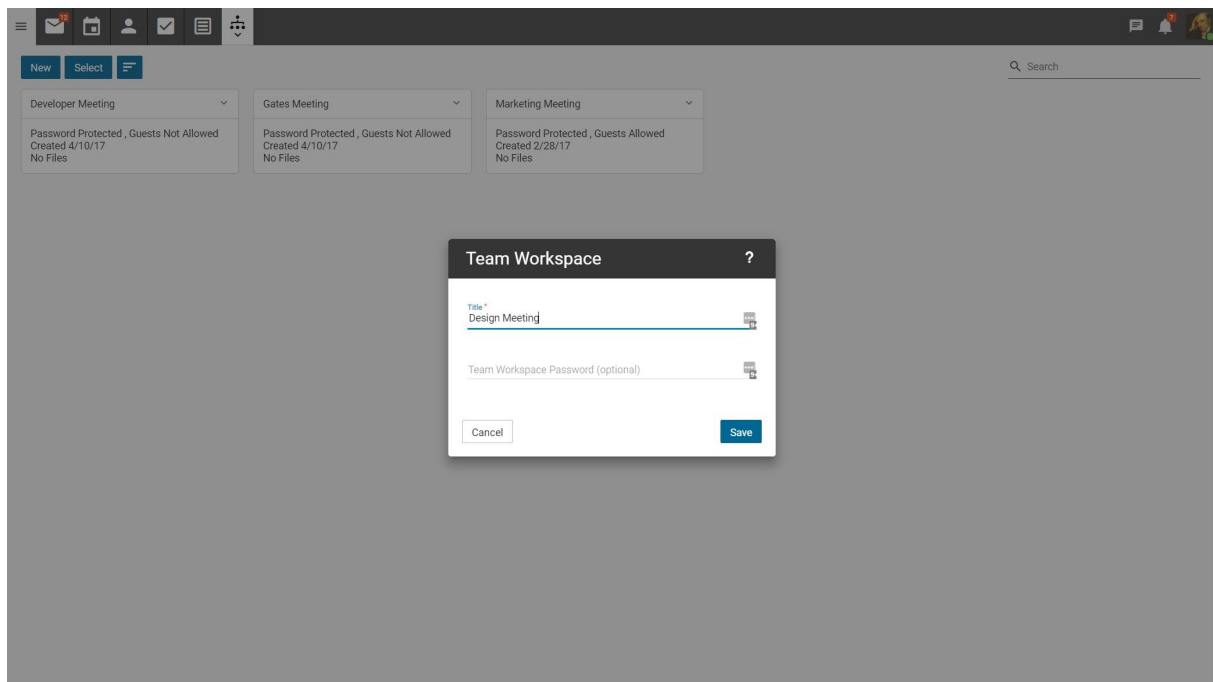 12
7
New
Select
Search
Developer Meeting
Password Protected , Guests Not Allowed
Created 4/10/17
No Files
Gates Meeting
Password Protected , Guests Not Allowed
Created 4/10/17
No Files
Marketing Meeting
Password Protected , Guests Allowed
Created 2/28/17
No Files
Team Workspace ?
Title *
Design Meeting
Team Workspace Password (optional)
Cancel
Save